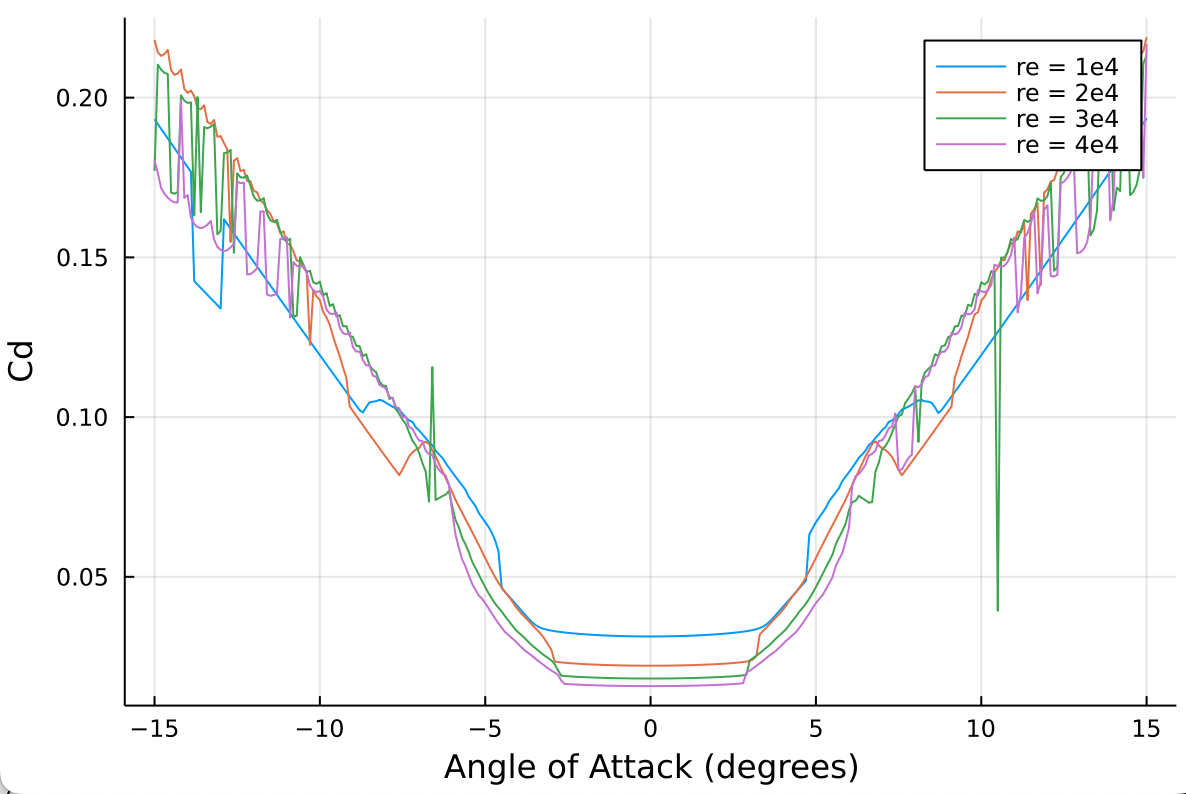 0.20
0.15
0.10
0.05
Cd
−15
−10
−5
0
5
10
15
Angle of Attack (degrees)
re = 1e4
re = 2e4
re = 3e4
re = 4e4